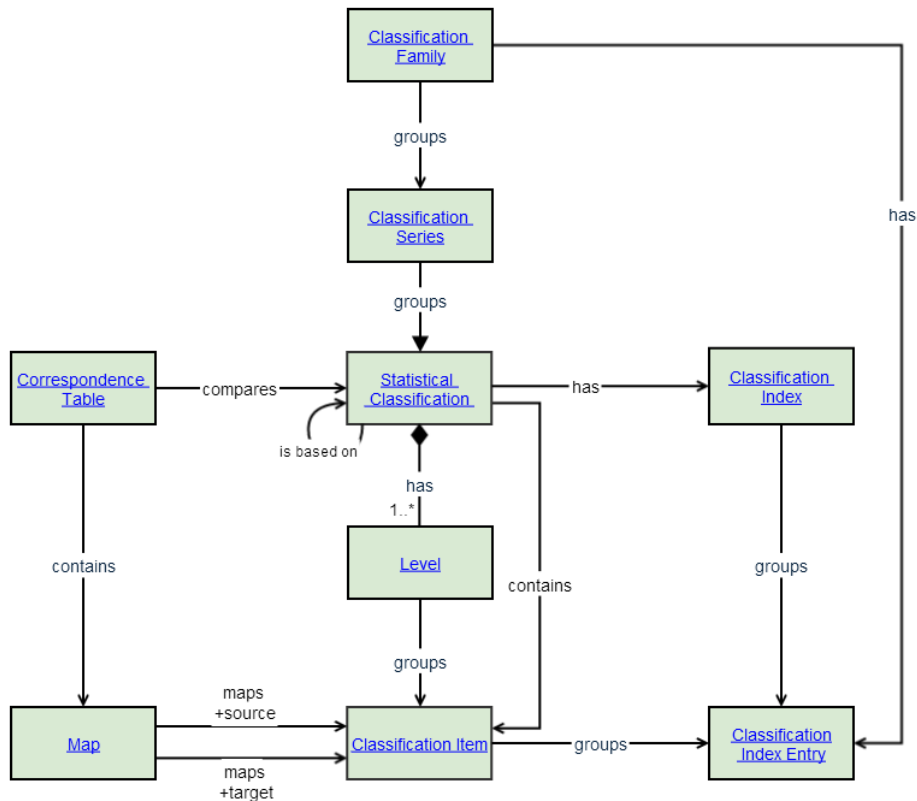 Classification
Family
groups
has
Classification
Series
groups
Correspondence
Table
compares
Statistical
Classification
has
Classification
Index
is based on
has
1..*
Level
contains
contains
groups
groups
maps
+source
Map
maps
+target
Classification Item
groups
Classification
Index Entry